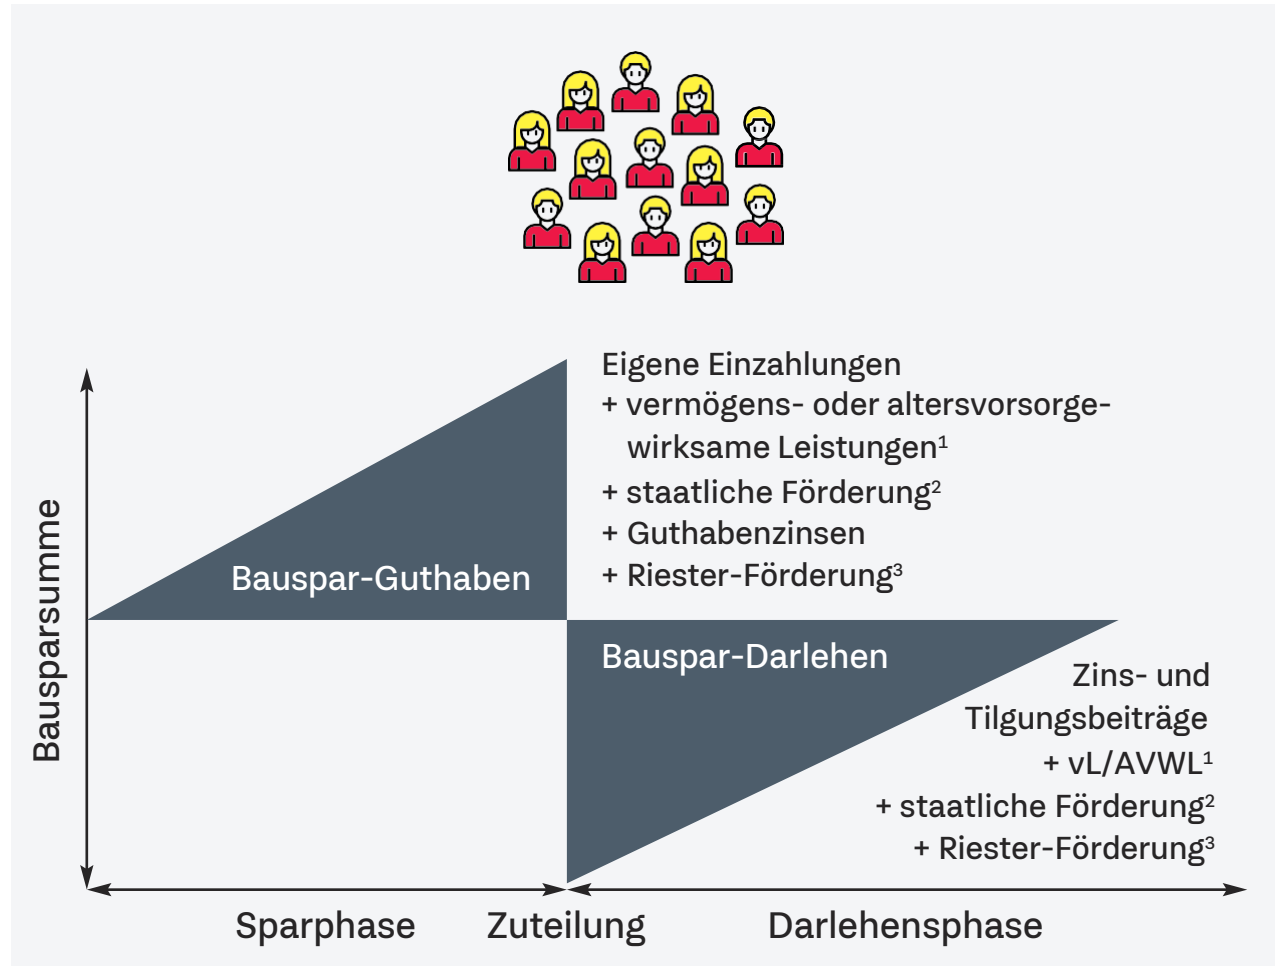 Eigene Einzahlungen
+ vermögens- oder altersvorsorge-
wirksame Leistungen¹
+ staatliche Förderung²
+ Guthabenzinsen
+ Riester-Förderung³
Bausparsumme
Bauspar-Guthaben
Bauspar-Darlehen
Zins- und
Tilgungsbeiträge
+ vL/AVWL¹
+ staatliche Förderung²
+ Riester-Förderung³
Sparphase
Zuteilung
Darlehensphase